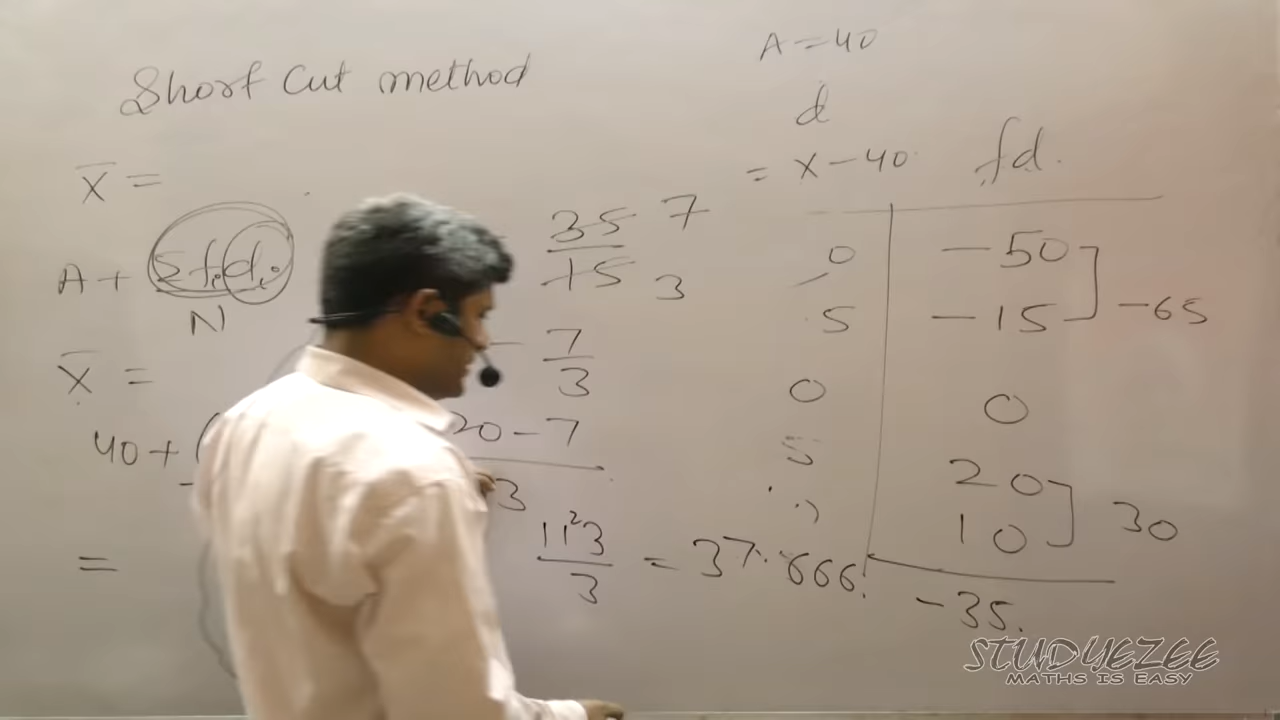 Short Cut method
X̄ =
A + Σfᵢdᵢ
N
X̄ =
40 + (
=
35 7
15 3
- 7
3
20 - 7
3
113
3
= 37.666
A = 40
d
= X - 40 fd.
0 - 50
5 - 15
- 65
0 0
5 20
10
30
- 35.
STUDYEZEE
MATHS IS EASY